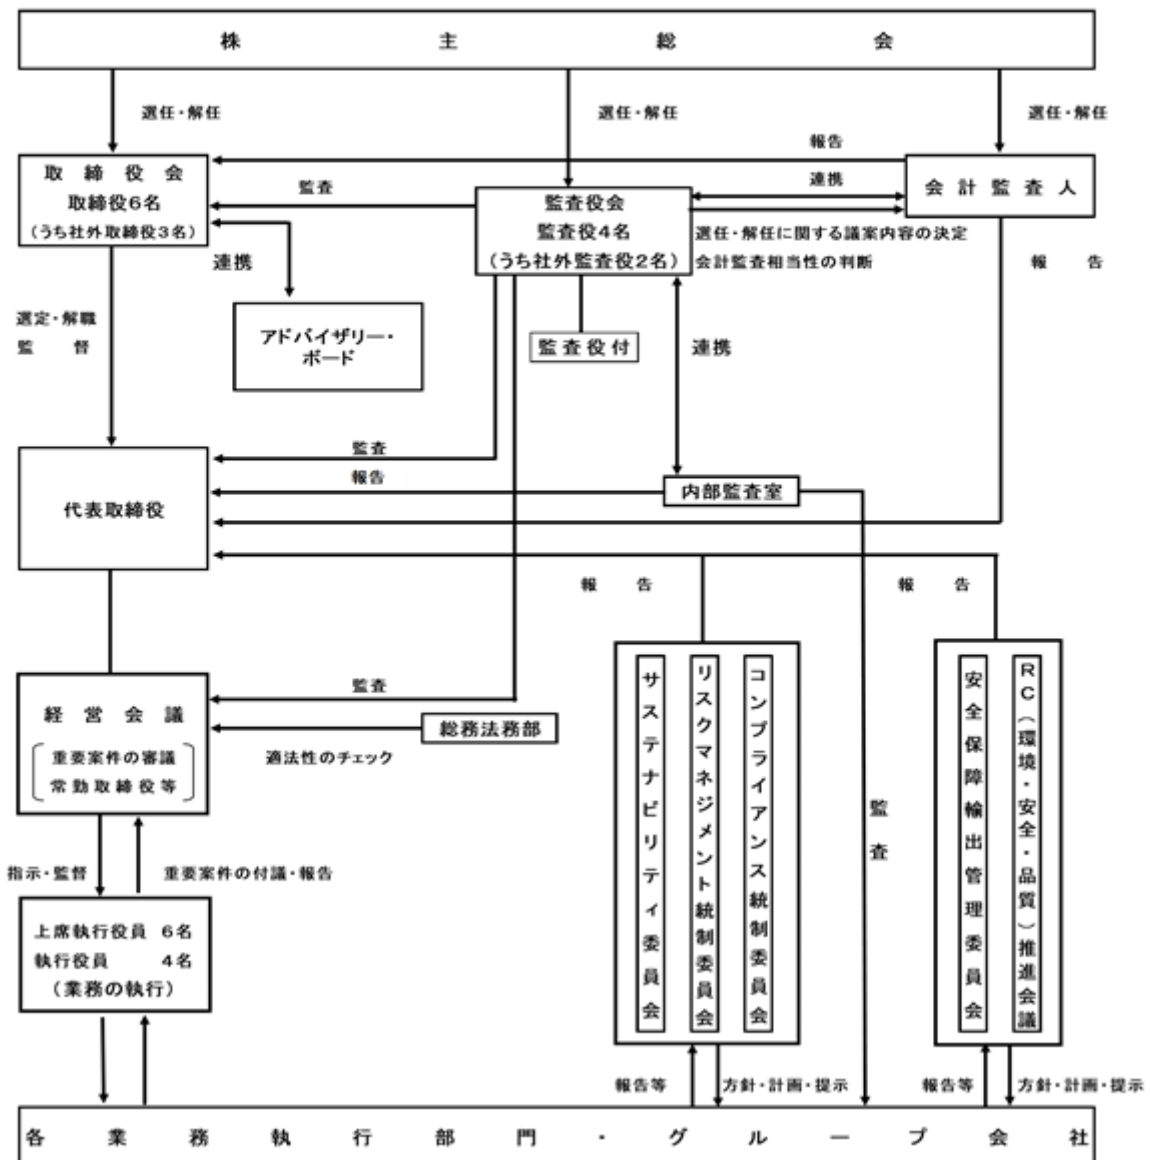 株主総会
選任・解任
選任・解任
選任・解任
取締役会
取締役6名
(うち社外取締役3名)
報告
監査
連携
監査役会
監査役4名
(うち社外監査役2名)
連携
会計監査人
選任・解任に関する議案内容の決定
会計監査相当性の判断
報告
選定・解職
監督
アドバイザリー・
ボード
監査役付
連携
監査
報告
内部監査室
代表取締役
報告
報告
経営会議
重要案件の審議
常勤取締役等
監査
総務法務部
適法性のチェック
サステナビリティ委員会
リスクマネジメント統制委員会
コンプライアンス統制委員会
監査
安全保障輸出管理委員会
RC(環境・安全・品質)推進会議
指示・監督
重要案件の付議・報告
上席執行役員 6名
執行役員 4名
(業務の執行)
報告等
方針・計画・提示
報告等
方針・計画・提示
各業務執行部門・グループ会社